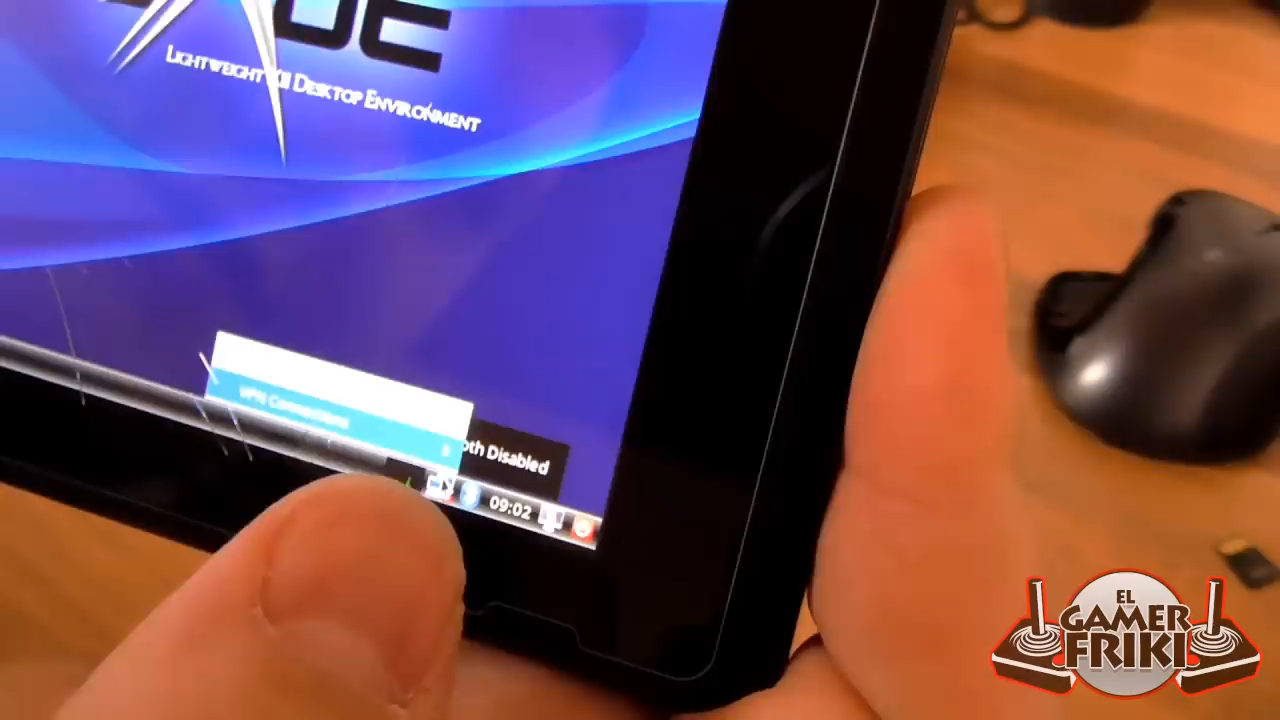 LIGHTWEIGHT X11 DESKTOP ENVIRONMENT
VPN Connections
oth Disabled
09:02
EL
GAMER
FRIKI